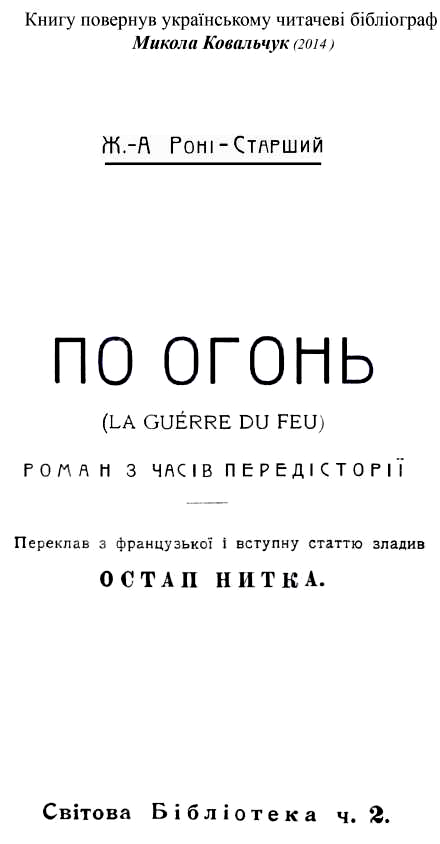 Книгу повернув українському читачеві бібліограф
Микола Ковальчук (2014 )
Ж.-А Роні-Старший
ПО ОГОНЬ
(LA GUÉRRE DU FEU)
РОМАН З ЧАСІВ ПЕРЕДІСТОРІЇ
Переклав з французької і вступну статтю зладив
ОСТАП НИТКА.
Світова Бібліотека ч. 2.